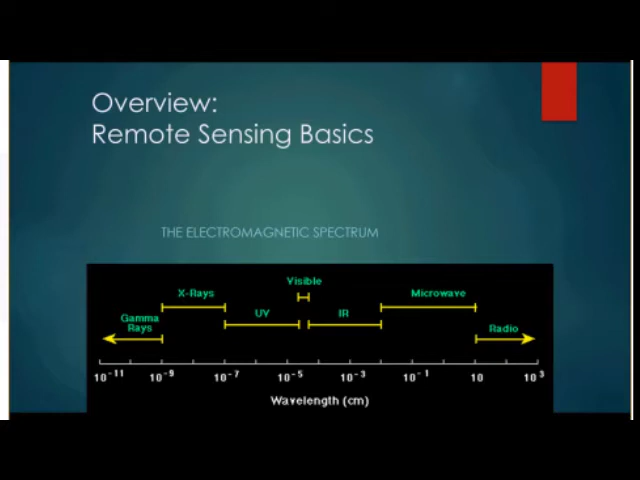 Overview:
Remote Sensing Basics
THE ELECTROMAGNETIC SPECTRUM
Visible
X-Rays
Microwave
Gamma
Rays
UV
IR
Radio
10⁻¹¹ 10⁻⁹ 10⁻⁷ 10⁻⁵ 10⁻³ 10⁻¹ 10 10³
Wavelength (cm)